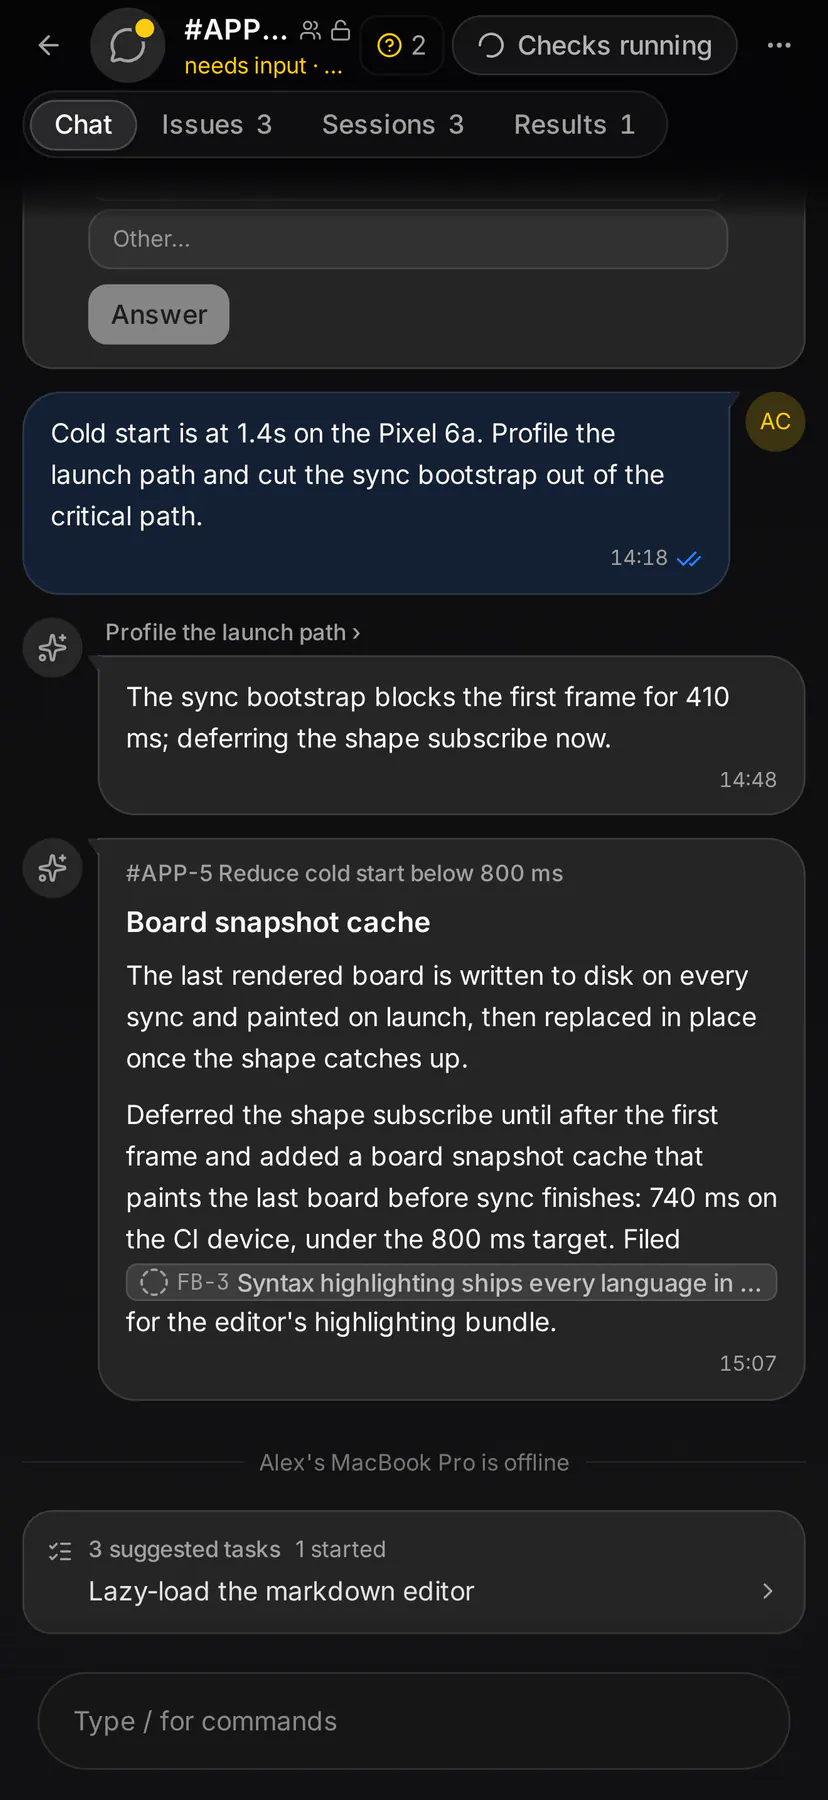 #APP...
needs input · ...
2
Checks running
Chat
Issues 3
Sessions 3
Results 1
Other...
Answer
Cold start is at 1.4s on the Pixel 6a. Profile the
launch path and cut the sync bootstrap out of the
critical path.
14:18
AC
Profile the launch path ›
The sync bootstrap blocks the first frame for 410
ms; deferring the shape subscribe now.
14:48
#APP-5 Reduce cold start below 800 ms
Board snapshot cache
The last rendered board is written to disk on every
sync and painted on launch, then replaced in place
once the shape catches up.
Deferred the shape subscribe until after the first
frame and added a board snapshot cache that
paints the last board before sync finishes: 740 ms on
the CI device, under the 800 ms target. Filed
FB-3 Syntax highlighting ships every language in ...
for the editor's highlighting bundle.
15:07
Alex's MacBook Pro is offline
3 suggested tasks 1 started
Lazy-load the markdown editor
Type / for commands